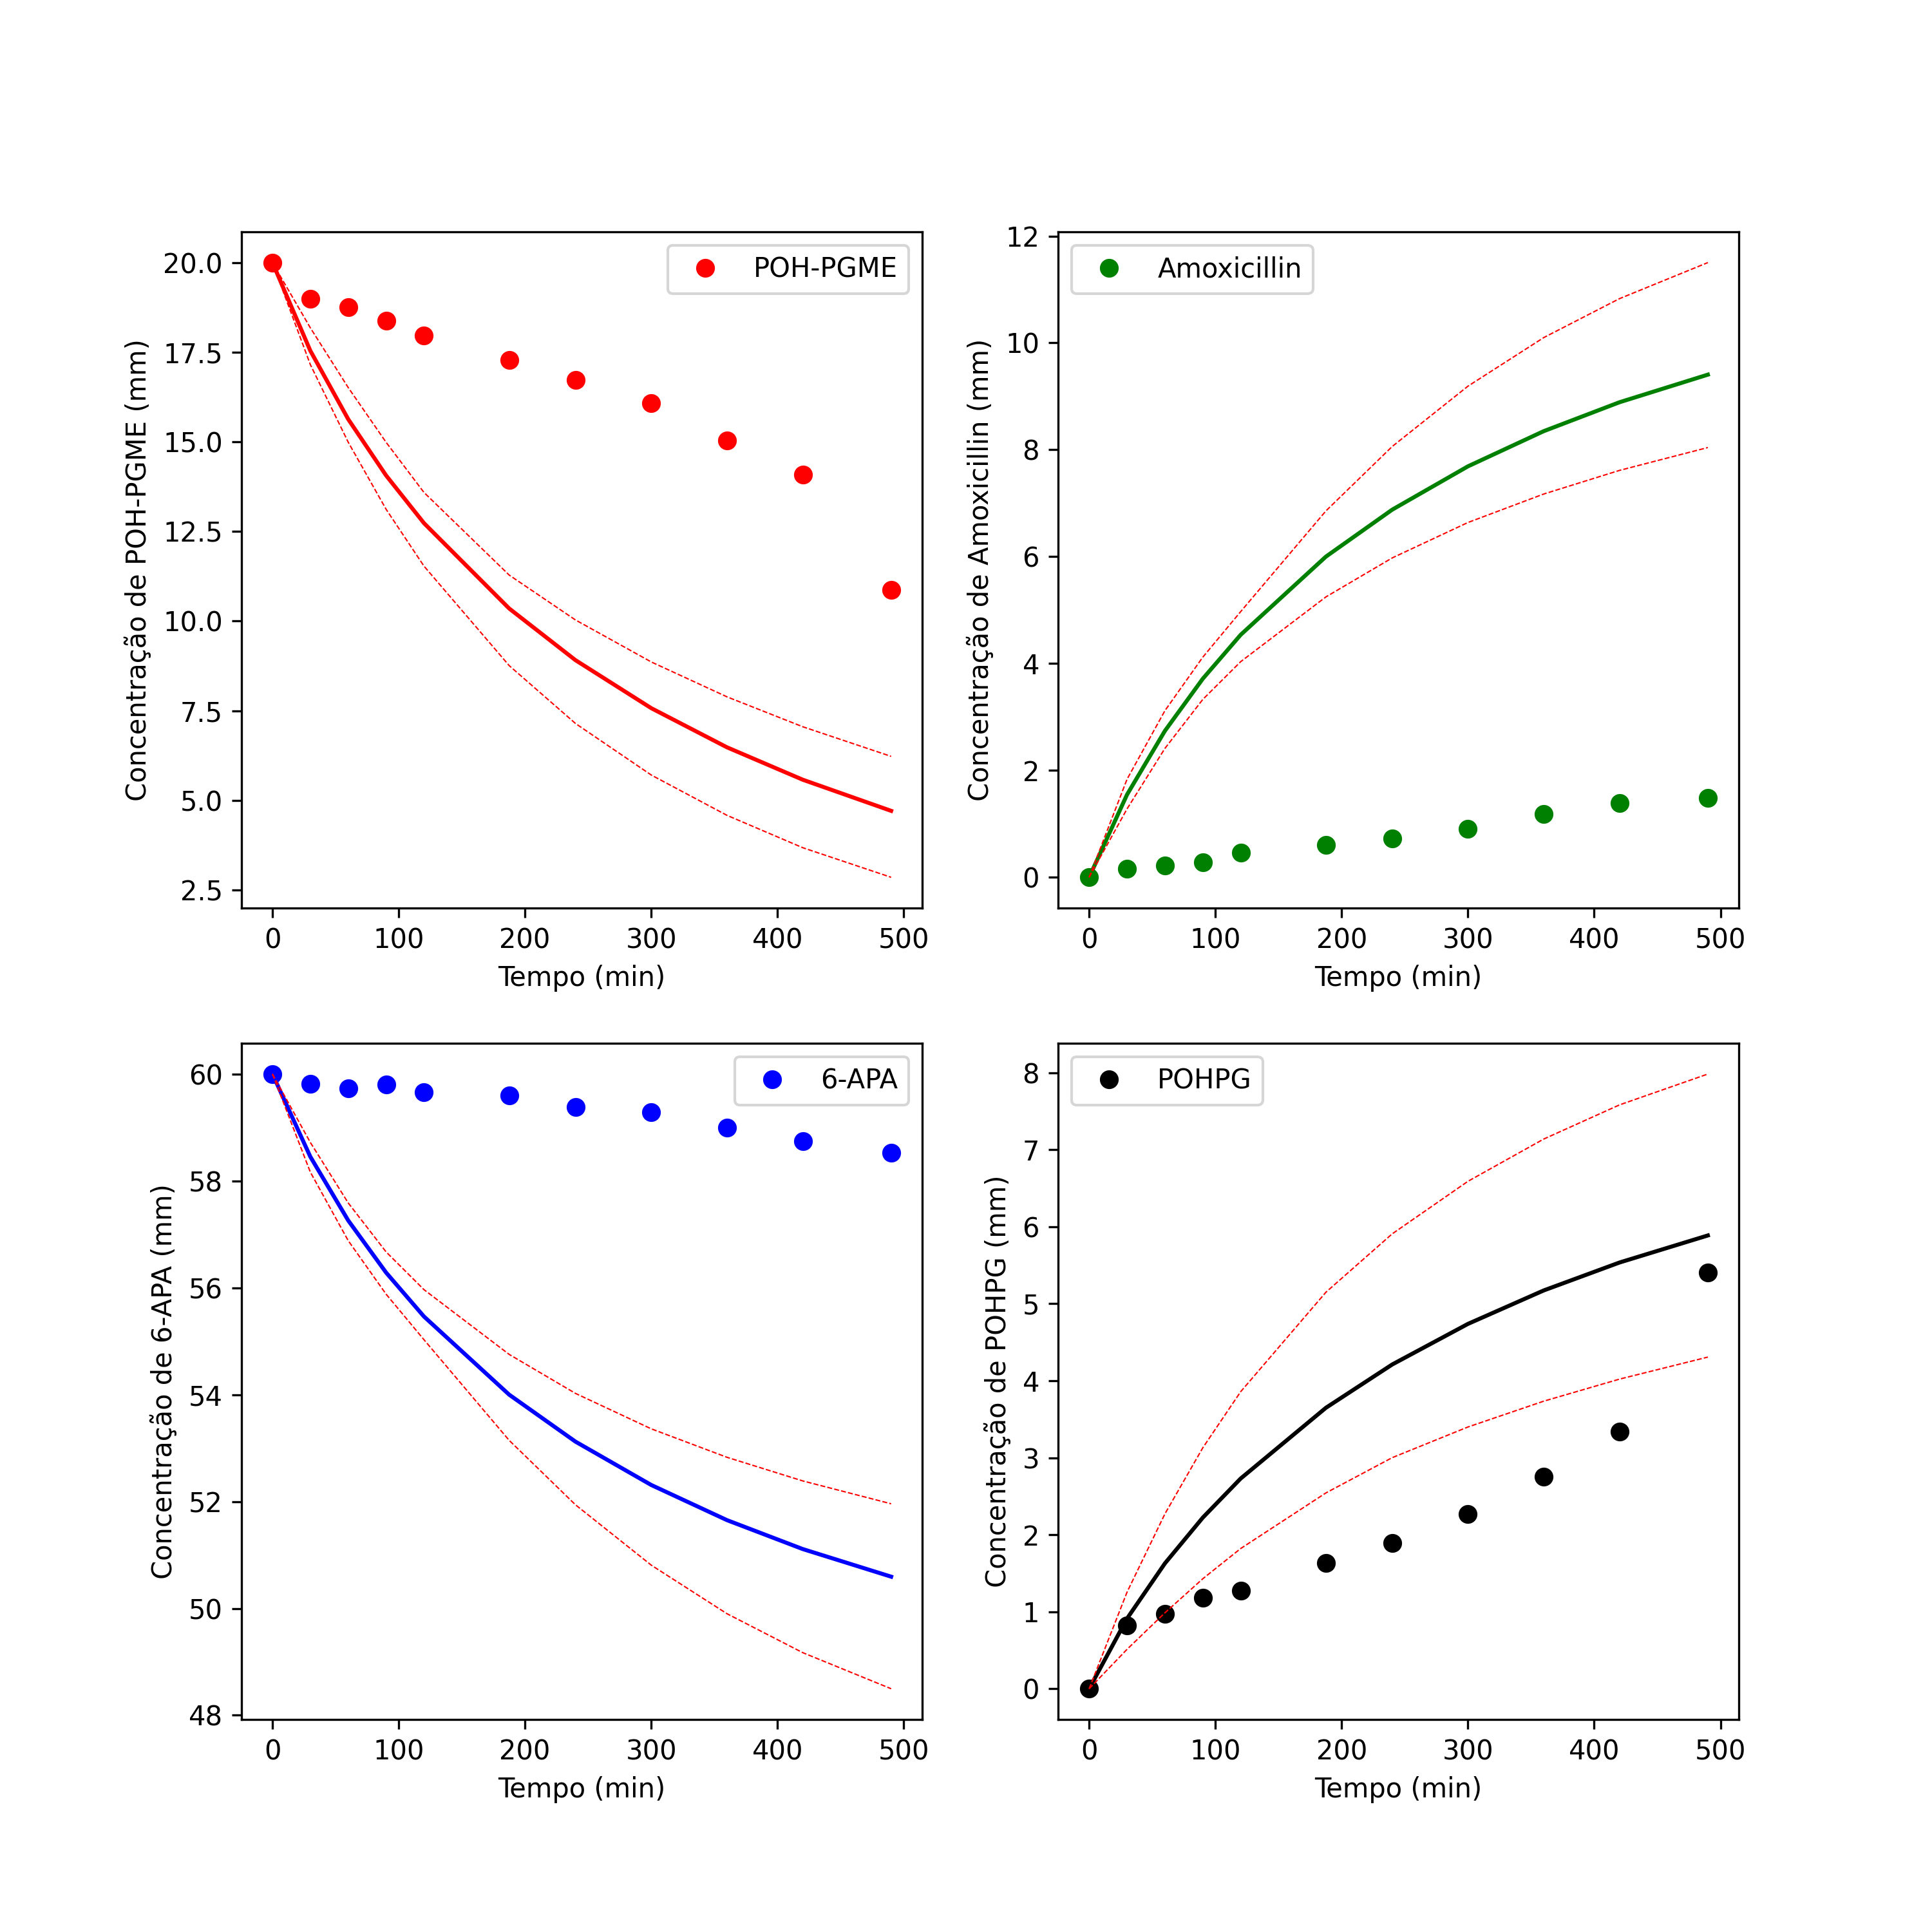 POH-PGME
20.0
17.5
15.0
12.5
10.0
7.5
5.0
2.5
Concentração de POH-PGME (mm)
0 100 200 300 400 500
Tempo (min)
Amoxicillin
12
10
8
6
4
2
0
Concentração de Amoxicillin (mm)
0 100 200 300 400 500
Tempo (min)
6-APA
60
58
56
54
52
50
48
Concentração de 6-APA (mm)
0 100 200 300 400 500
Tempo (min)
POHPG
8
7
6
5
4
3
2
1
0
Concentração de POHPG (mm)
0 100 200 300 400 500
Tempo (min)